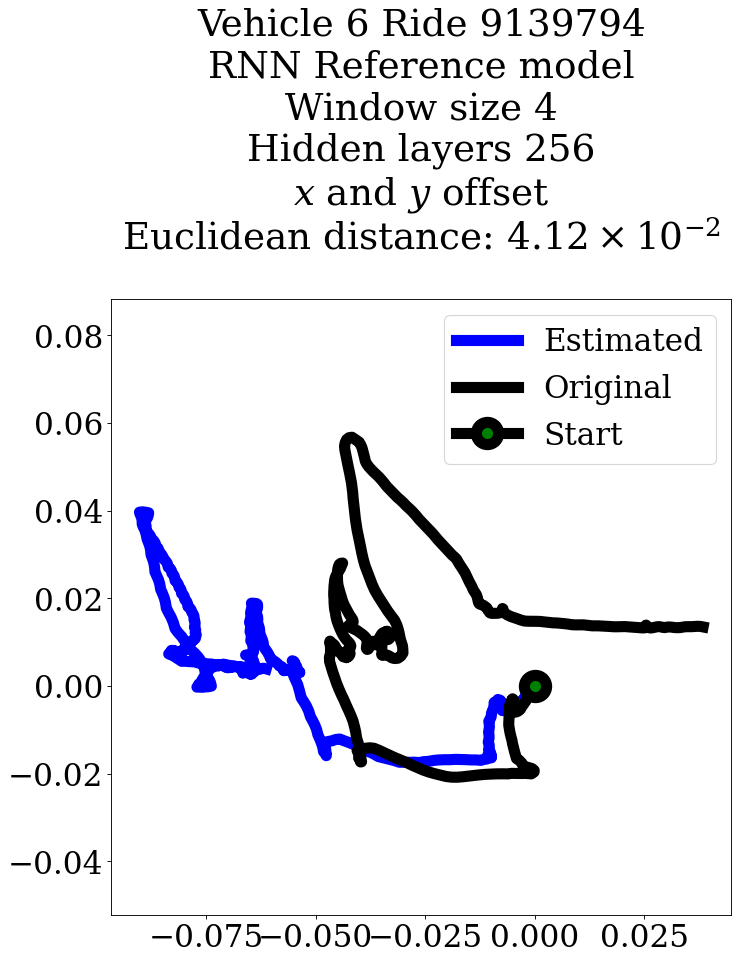 Vehicle 6 Ride 9139794
RNN Reference model
Window size 4
Hidden layers 256
x and y offset
Euclidean distance: 4.12 × 10⁻²
Estimated
Original
Start
0.08
0.06
0.04
0.02
0.00
−0.02
−0.04
−0.075 −0.050 −0.025 0.000 0.025